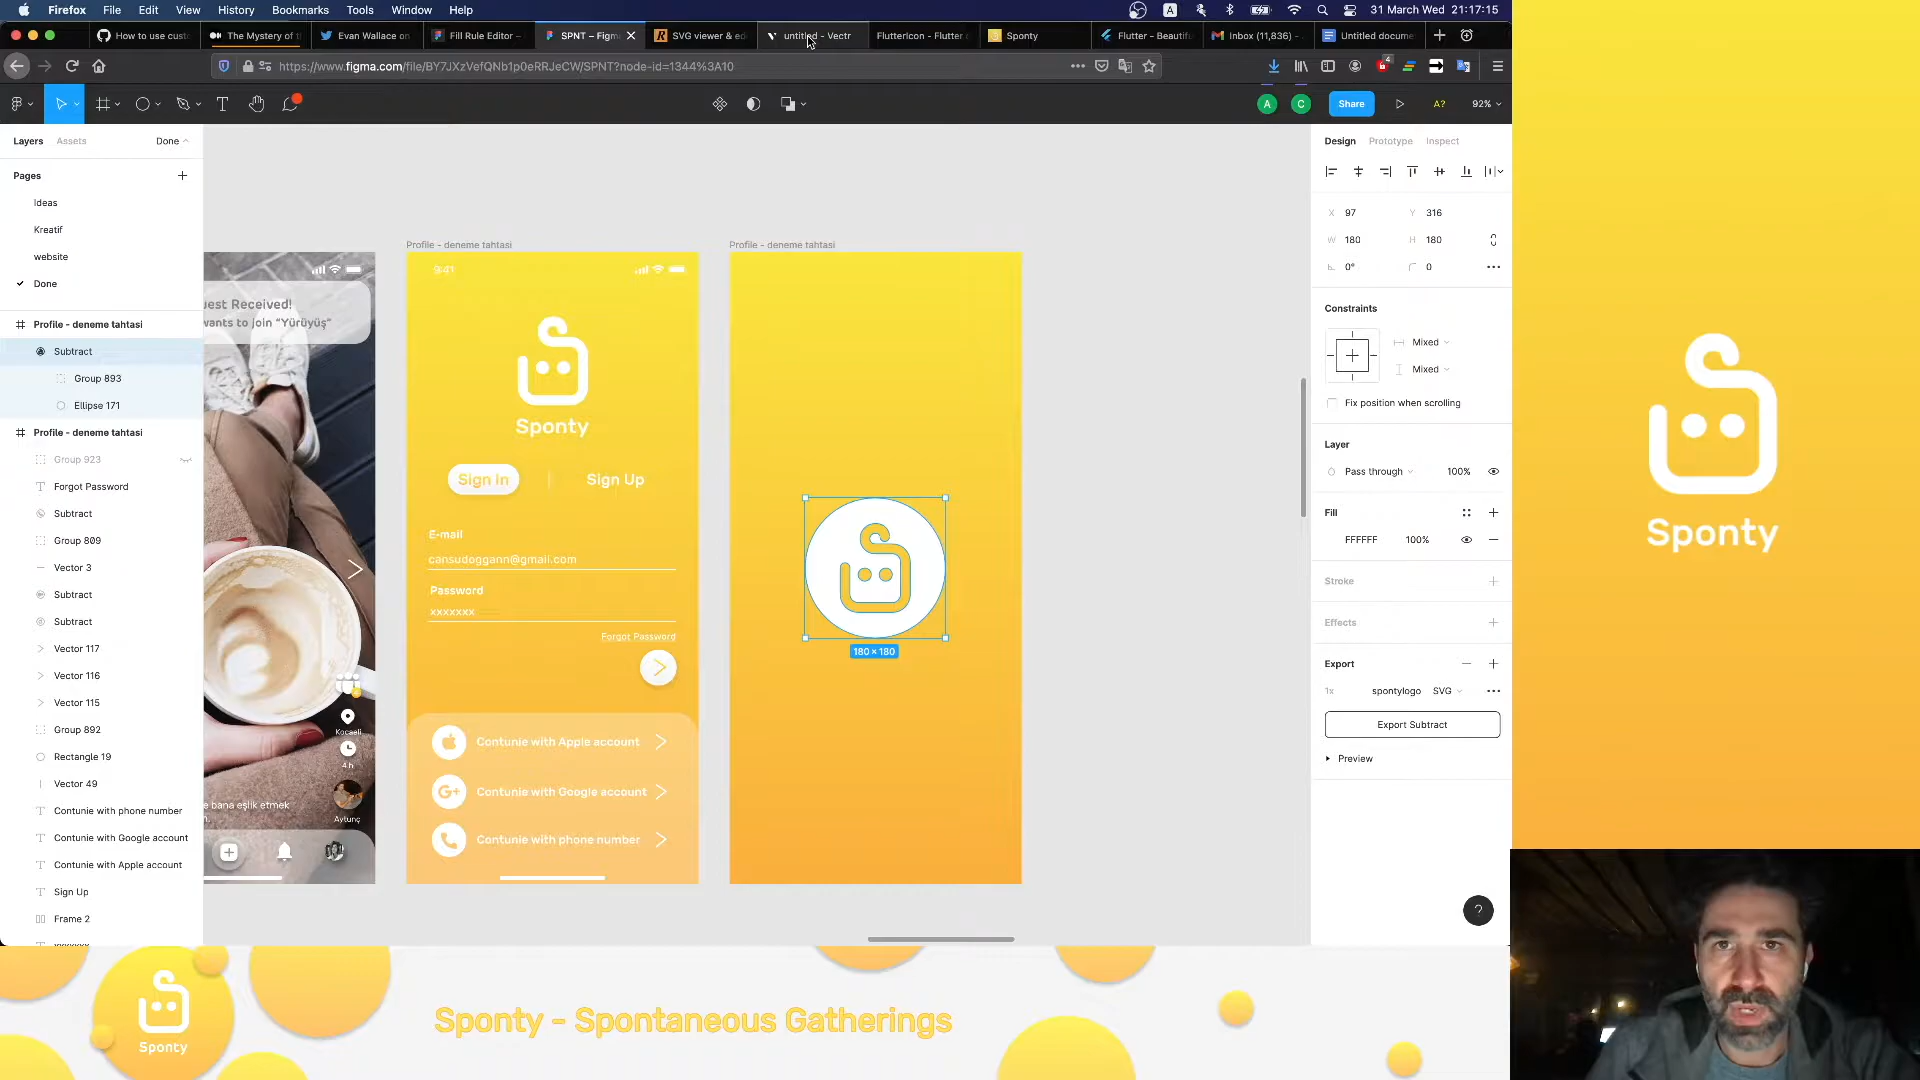 Firefox File Edit View History Bookmarks Tools Window Help
A
31 March Wed 21:17:15
How to use cust
The Mystery of t
Evan Wallace on
Fill Rule Editor –
SPNT – Figma
SVG viewer & ed
untitled - Vectr
FlutterIcon - Flutter
Sponty
Flutter - Beautifu
Inbox (11,836) -
Untitled docume
https://www.figma.com/file/BY7JXzVefQNb1p0eRRJeCW/SPNT?node-id=1344%3A10
4
A
C
Share
A?
92%
Layers
Assets
Done
Pages
Ideas
Kreatif
website
Done
Profile - deneme tahtasi
Subtract
Group 893
Ellipse 171
Profile - deneme tahtasi
Group 923
Forgot Password
Subtract
Group 809
Vector 3
Subtract
Subtract
Vector 117
Vector 116
Vector 115
Group 892
Rectangle 19
Vector 49
Contunie with phone number
Contunie with Google account
Contunie with Apple account
Sign Up
Frame 2
uest Received!
wants to join “Yürüyüş”
Kocaeli
4 h
Aytunç
e bana eşlik etmek
Profile - deneme tahtasi
9:41
Sponty
Sign In
Sign Up
E-mail
cansudoggann@gmail.com
Password
xxxxxxx
Forgot Password
Contunie with Apple account
G+
Contunie with Google account
Contunie with phone number
Profile - deneme tahtasi
180 × 180
Design
Prototype
Inspect
X 97
Y 316
W 180
H 180
0°
0
Constraints
Mixed
Mixed
Fix position when scrolling
Layer
Pass through
100%
Fill
FFFFFF
100%
Stroke
Effects
Export
1x
spontylogo
SVG
Export Subtract
Preview
?
Sponty
Sponty
Sponty - Spontaneous Gatherings